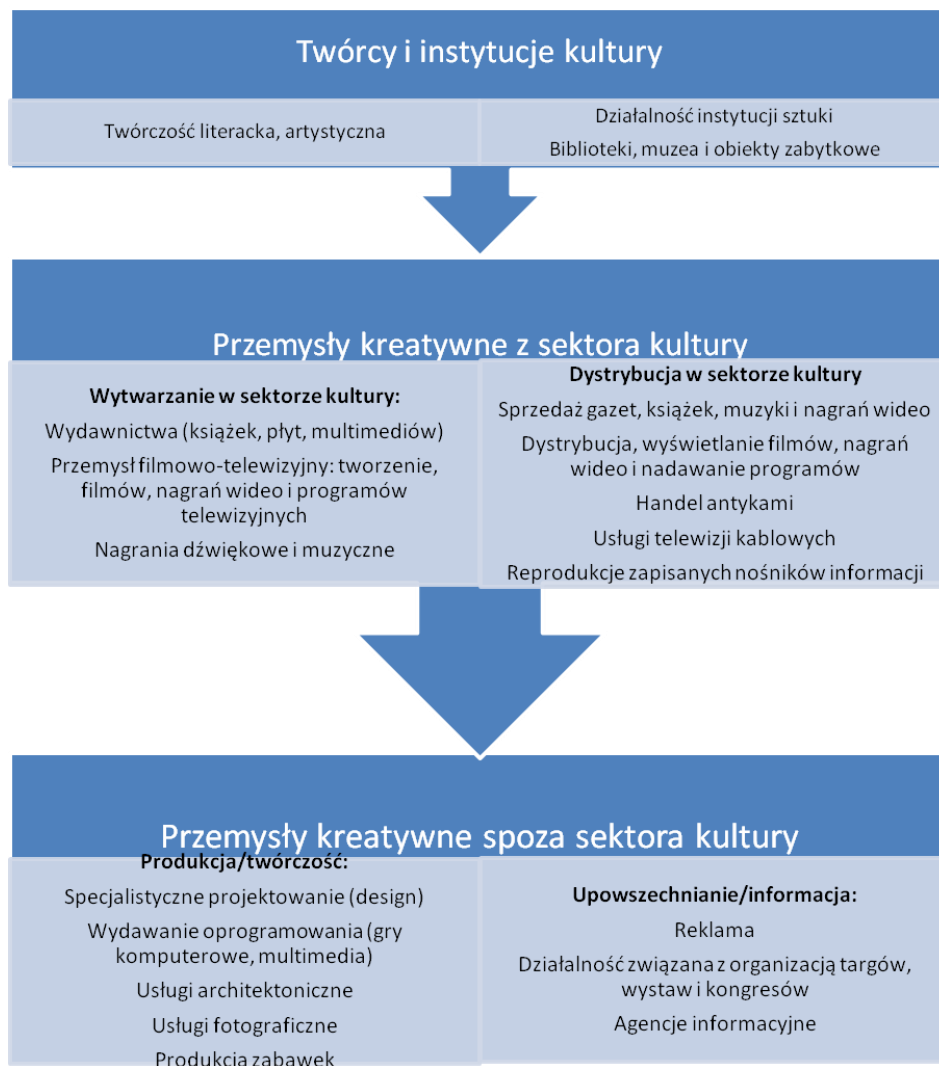 Twórcy i instytucje kultury
Twórczość literacka, artystyczna
Działalność instytucji sztuki
Biblioteki, muzea i obiekty zabytkowe
Przemysły kreatywne z sektora kultury
Wytwarzanie w sektorze kultury:
Wydawnictwa (książek, płyt, multimediów)
Przemysł filmowo-telewizyjny: tworzenie,
filmów, nagrań wideo i programów
telewizyjnych
Nagrania dźwiękowe i muzyczne
Dystrybucja w sektorze kultury
Sprzedaż gazet, książek, muzyki i nagrań wideo
Dystrybucja, wyświetlanie filmów, nagrań
wideo i nadawanie programów
Handel antykami
Usługi telewizji kablowych
Reprodukcje zapisanych nośników informacji
Przemysły kreatywne spoza sektora kultury
Produkcja/twórczość:
Specjalistyczne projektowanie (design)
Wydawanie oprogramowania (gry
komputerowe, multimedia)
Usługi architektoniczne
Usługi fotograficzne
Produkcja zabawek
Upowszechnianie/informacja:
Reklama
Działalność związana z organizacją targów,
wystaw i kongresów
Agencje informacyjne